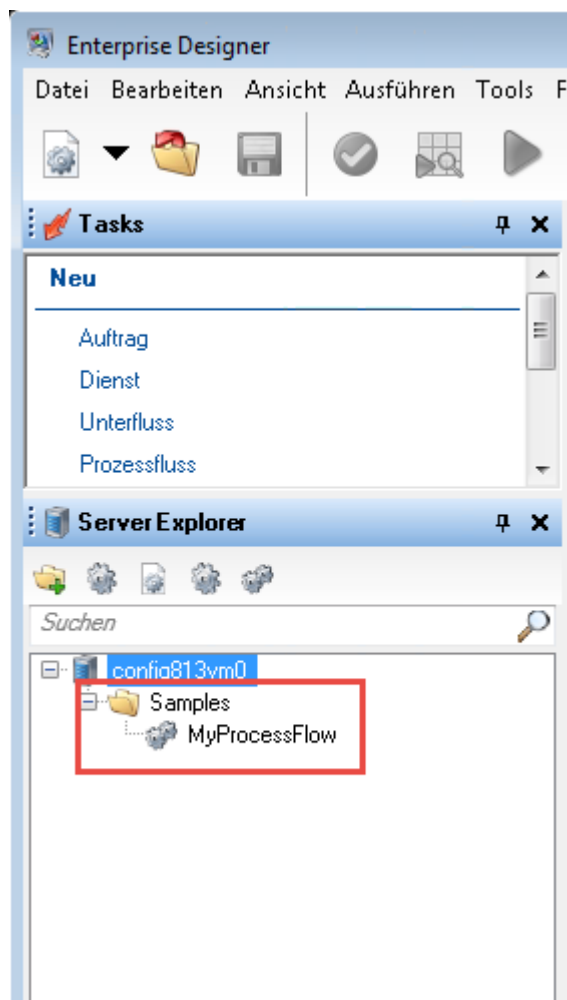 Enterprise Designer
Datei Bearbeiten Ansicht Ausführen Tools F
Tasks
Neu
Auftrag
Dienst
Unterfluss
Prozessfluss
Server Explorer
Suchen
config813vm0
Samples
MyProcessFlow